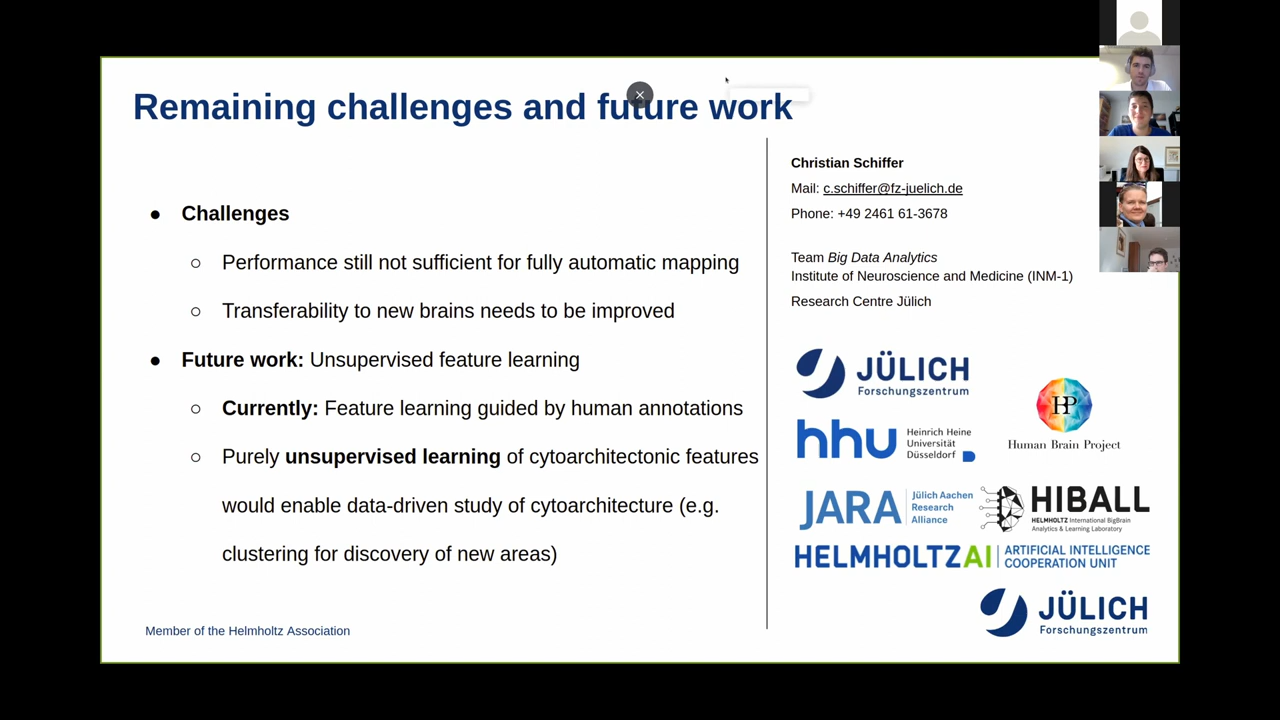 Remaining challenges and future work
● Challenges
○ Performance still not sufficient for fully automatic mapping
○ Transferability to new brains needs to be improved
● Future work: Unsupervised feature learning
○ Currently: Feature learning guided by human annotations
○ Purely unsupervised learning of cytoarchitectonic features
would enable data-driven study of cytoarchitecture (e.g.
clustering for discovery of new areas)
Member of the Helmholtz Association
Christian Schiffer
Mail: c.schiffer@fz-juelich.de
Phone: +49 2461 61-3678
Team Big Data Analytics
Institute of Neuroscience and Medicine (INM-1)
Research Centre Jülich
JÜLICH
Forschungszentrum
HP
Human Brain Project
hhu
Heinrich Heine
Universität
Düsseldorf
JARA
Jülich Aachen
Research
Alliance
HIBALL
HELMHOLTZ International BigBrain
Analytics & Learning Laboratory
HELMHOLTZAI
ARTIFICIAL INTELLIGENCE
COOPERATION UNIT
JÜLICH
Forschungszentrum